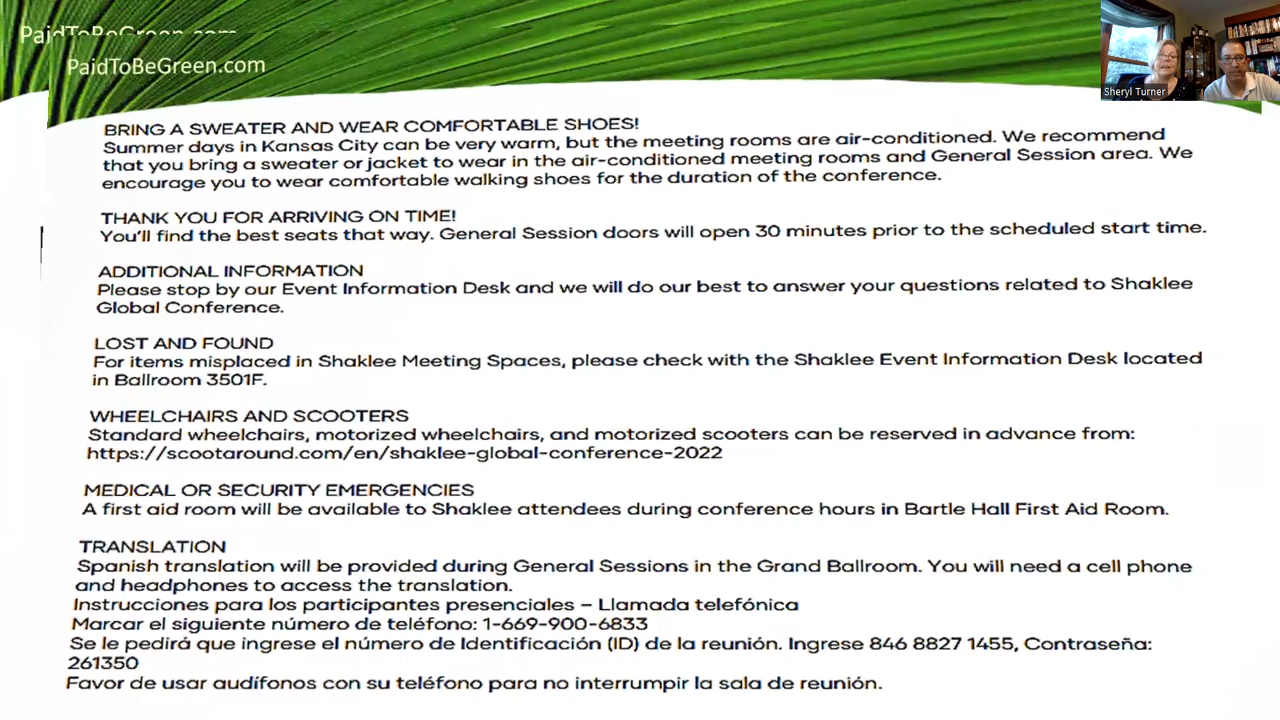 PaidToBeGreen.com
PaidToBeGreen.com
Sheryl Turner
BRING A SWEATER AND WEAR COMFORTABLE SHOES!
Summer days in Kansas City can be very warm, but the meeting rooms are air-conditioned. We recommend
that you bring a sweater or jacket to wear in the air-conditioned meeting rooms and General Session area. We
encourage you to wear comfortable walking shoes for the duration of the conference.
THANK YOU FOR ARRIVING ON TIME!
You'll find the best seats that way. General Session doors will open 30 minutes prior to the scheduled start time.
ADDITIONAL INFORMATION
Please stop by our Event Information Desk and we will do our best to answer your questions related to Shaklee
Global Conference.
LOST AND FOUND
For items misplaced in Shaklee Meeting Spaces, please check with the Shaklee Event Information Desk located
in Ballroom 3501F.
WHEELCHAIRS AND SCOOTERS
Standard wheelchairs, motorized wheelchairs, and motorized scooters can be reserved in advance from:
https://scootaround.com/en/shaklee-global-conference-2022
MEDICAL OR SECURITY EMERGENCIES
A first aid room will be available to Shaklee attendees during conference hours in Bartle Hall First Aid Room.
TRANSLATION
Spanish translation will be provided during General Sessions in the Grand Ballroom. You will need a cell phone
and headphones to access the translation.
Instrucciones para los participantes presenciales – Llamada telefónica
Marcar el siguiente número de teléfono: 1-669-900-6833
Se le pedirá que ingrese el número de Identificación (ID) de la reunión. Ingrese 846 8827 1455, Contraseña:
261350
Favor de usar audífonos con su teléfono para no interrumpir la sala de reunión.